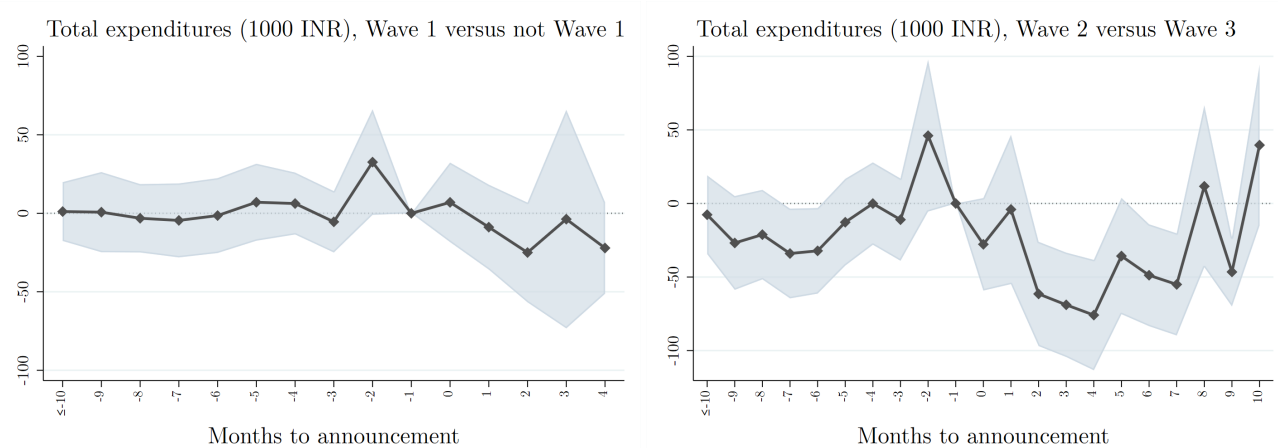 Total expenditures (1000 INR), Wave 1 versus not Wave 1
100
50
0
-50
-100
≤-10 -9 -8 -7 -6 -5 -4 -3 -2 -1 0 1 2 3 4
Months to announcement
Total expenditures (1000 INR), Wave 2 versus Wave 3
100
50
0
-50
-100
≤-10 -9 -8 -7 -6 -5 -4 -3 -2 -1 0 1 2 3 4 5 6 7 8 9 10
Months to announcement